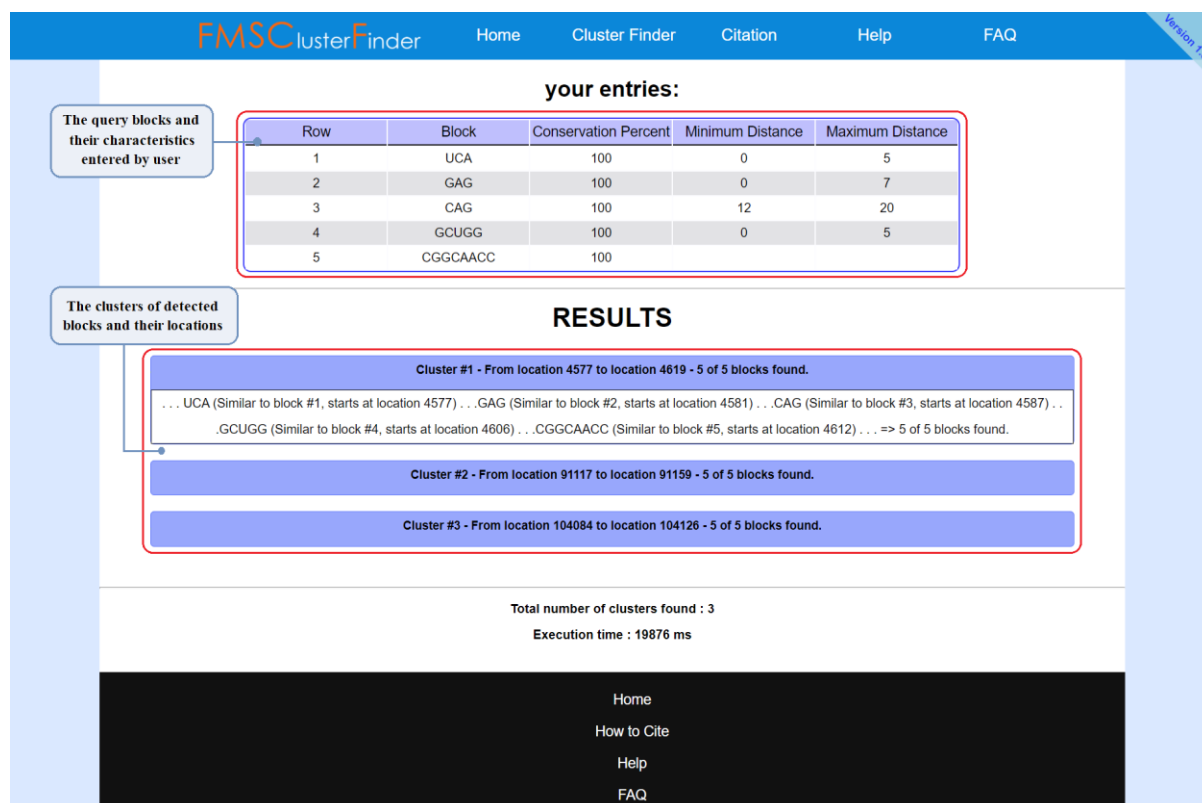 FMSClusterFinder Home Cluster Finder Citation Help FAQ
Version 1.
your entries:
The query blocks and
their characteristics
entered by user
Row Block Conservation Percent Minimum Distance Maximum Distance
1 UCA 100 0 5
2 GAG 100 0 7
3 CAG 100 12 20
4 GCUGG 100 0 5
5 CGGCAACC 100
The clusters of detected
blocks and their locations
RESULTS
Cluster #1 - From location 4577 to location 4619 - 5 of 5 blocks found.
. . . UCA (Similar to block #1, starts at location 4577) . . .GAG (Similar to block #2, starts at location 4581) . . .CAG (Similar to block #3, starts at location 4587) . .
.GCUGG (Similar to block #4, starts at location 4606) . . .CGGCAACC (Similar to block #5, starts at location 4612) . . . => 5 of 5 blocks found.
Cluster #2 - From location 91117 to location 91159 - 5 of 5 blocks found.
Cluster #3 - From location 104084 to location 104126 - 5 of 5 blocks found.
Total number of clusters found : 3
Execution time : 19876 ms
Home
How to Cite
Help
FAQ